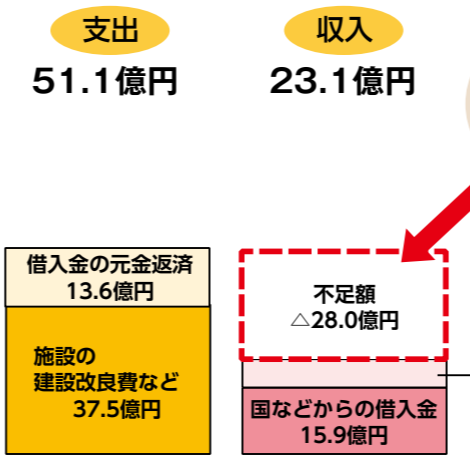 支出
51.1億円
収入
23.1億円
借入金の元金返済
13.6億円
施設の
建設改良費など
37.5億円
不足額
△28.0億円
国などからの借入金
15.9億円